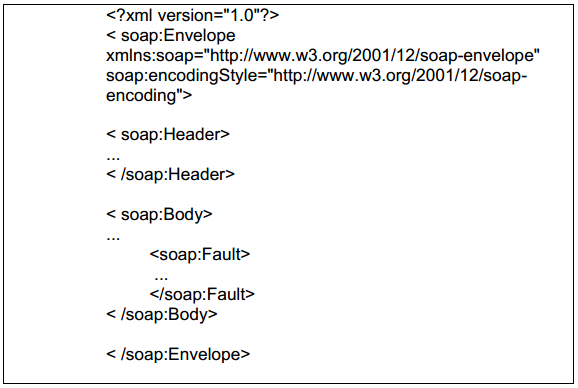 <?xml version="1.0"?>
< soap:Envelope
xmlns:soap="http://www.w3.org/2001/12/soap-envelope"
soap:encodingStyle="http://www.w3.org/2001/12/soap-
encoding">
< soap:Header>
...
< /soap:Header>
< soap:Body>
...
<soap:Fault>
...
</soap:Fault>
< /soap:Body>
< /soap:Envelope>